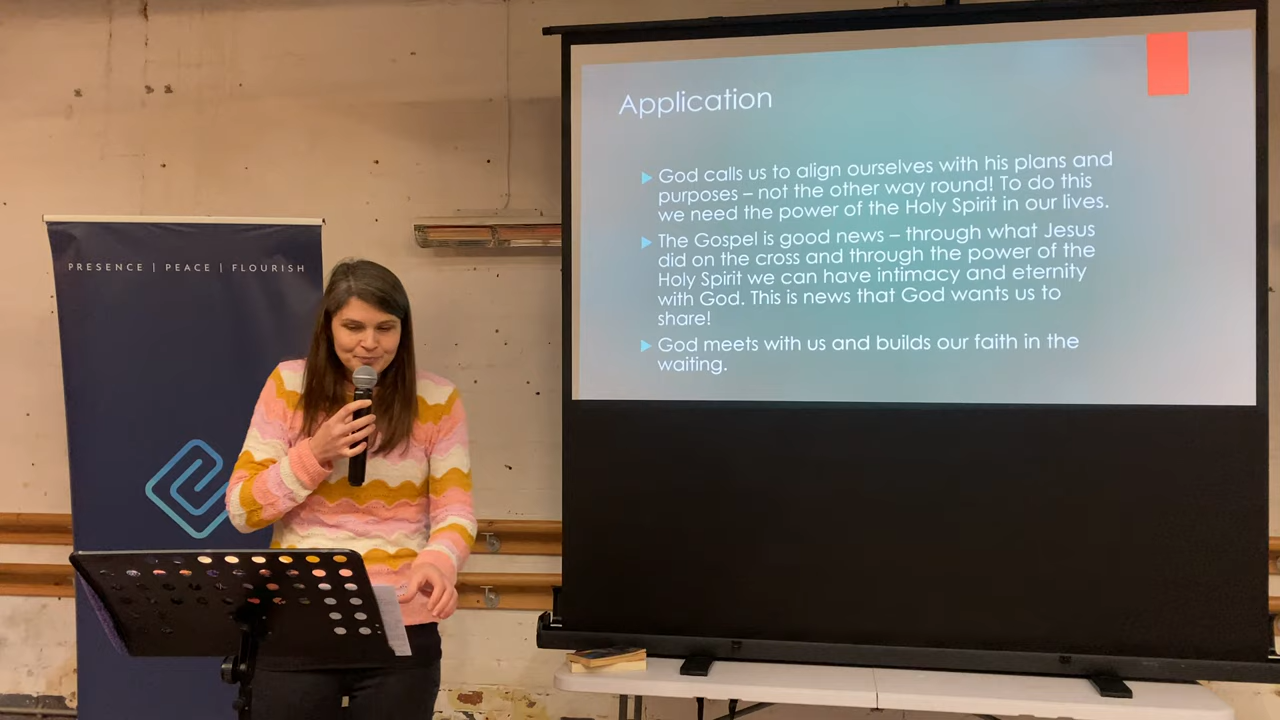 Application
God calls us to align ourselves with his plans and
purposes – not the other way round! To do this
we need the power of the Holy Spirit in our lives.
The Gospel is good news – through what Jesus
did on the cross and through the power of the
Holy Spirit we can have intimacy and eternity
with God. This is news that God wants us to
share!
God meets with us and builds our faith in the
waiting.
PRESENCE | PEACE | FLOURISH